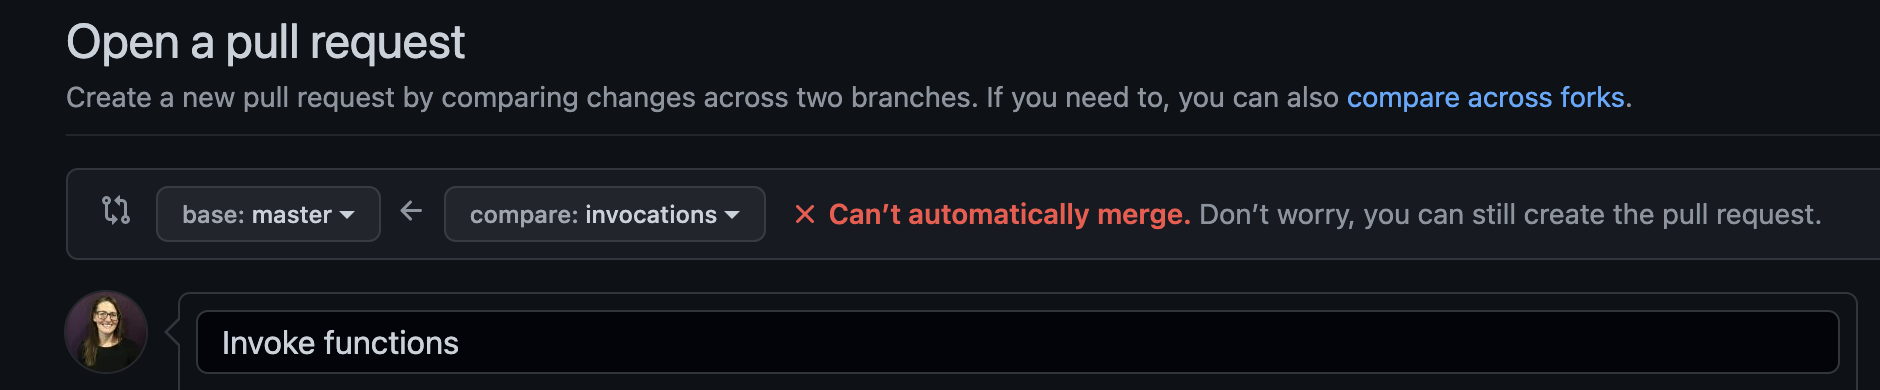 Open a pull request
Create a new pull request by comparing changes across two branches. If you need to, you can also compare across forks.
base: master compare: invocations Can’t automatically merge. Don’t worry, you can still create the pull request.
Invoke functions